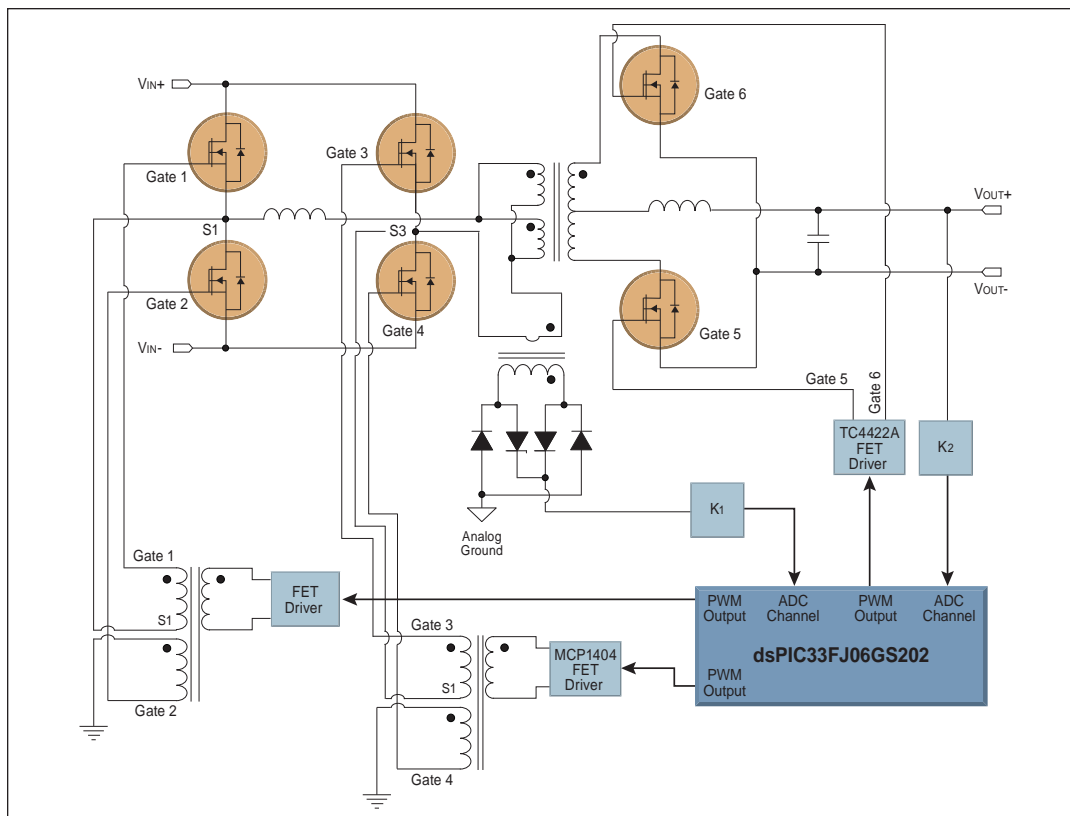 VIN+
Gate 1
S1
Gate 2
VIN-
Gate 3
S3
Gate 4
Gate 6
VOUT+
VOUT-
Gate 5
Gate 5
Gate 6
TC4422A
FET
Driver
K2
K1
Analog
Ground
Gate 1
S1
Gate 2
FET
Driver
Gate 3
S1
Gate 4
MCP1404
FET
Driver
PWM
Output
ADC
Channel
PWM
Output
ADC
Channel
dsPIC33FJ06GS202
PWM
Output